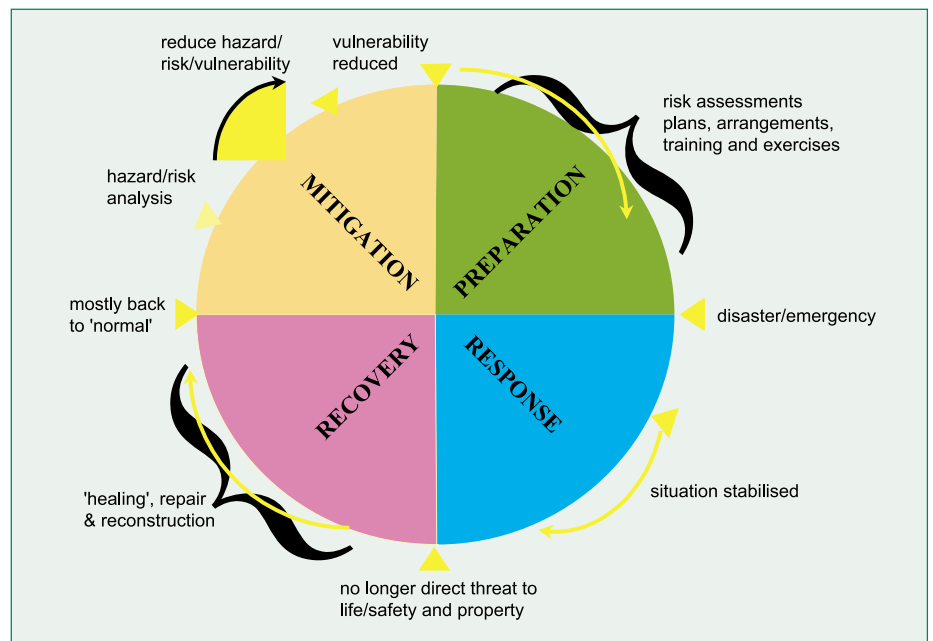 reduce hazard/
risk/vulnerability
vulnerability
reduced
risk assessments
plans, arrangements,
training and exercises
hazard/risk
analysis
MITIGATION
PREPARATION
mostly back
to 'normal'
disaster/emergency
RECOVERY
RESPONSE
'healing', repair
& reconstruction
situation stabilised
no longer direct threat to
life/safety and property